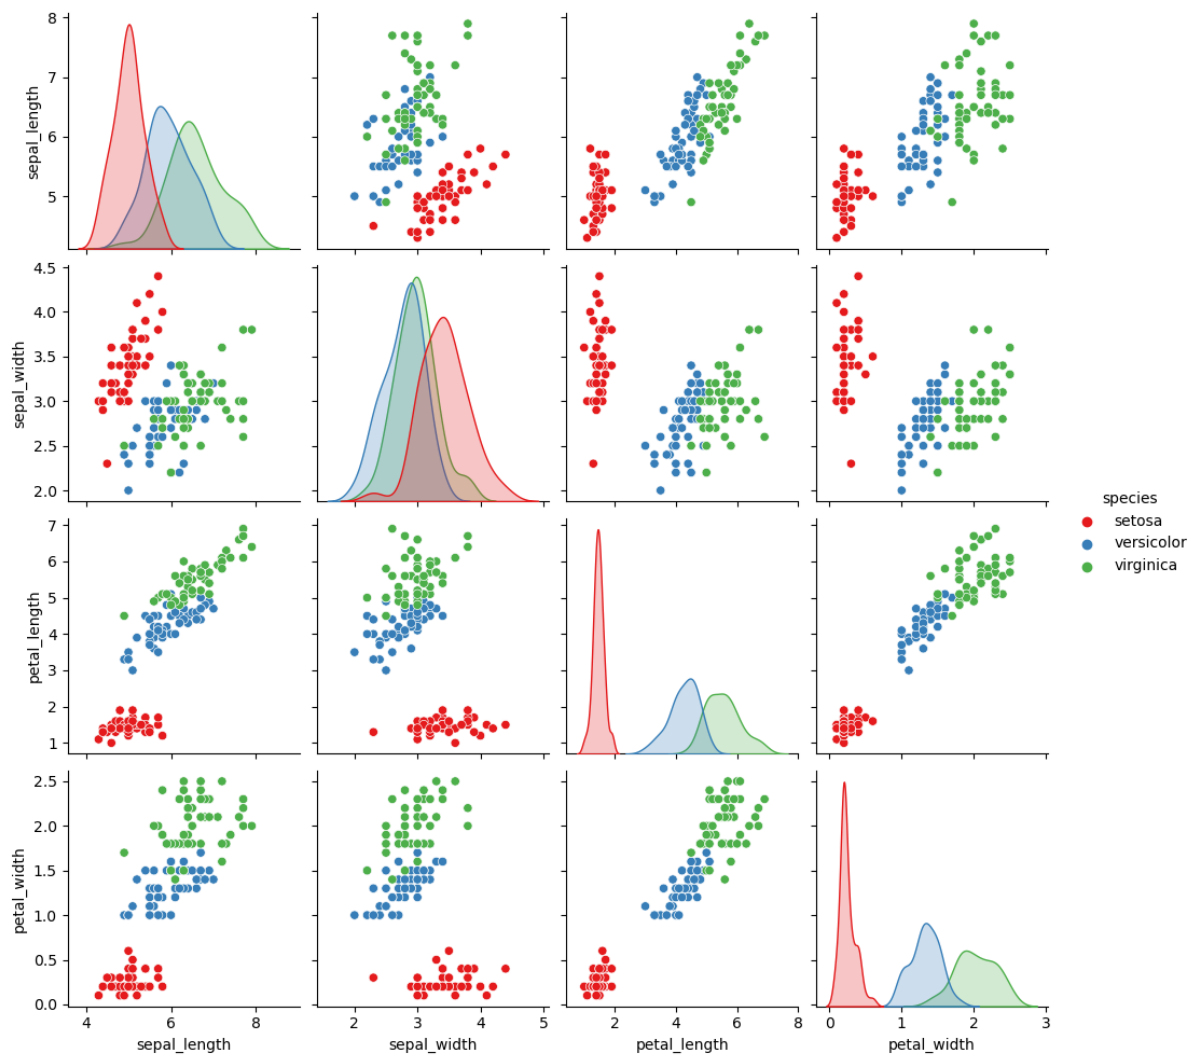 8
7
6
5
sepal_length
4.5
4.0
3.5
3.0
2.5
2.0
sepal_width
species
setosa
versicolor
virginica
7
6
5
4
3
2
1
petal_length
2.5
2.0
1.5
1.0
0.5
0.0
petal_width
4 6 8
sepal_length
2 3 4 5
sepal_width
2 4 6 8
petal_length
0 1 2 3
petal_width